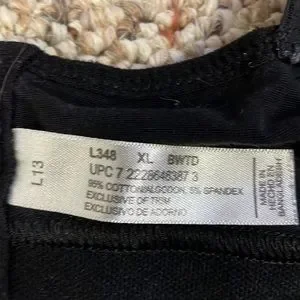 L13
L348 XL BWTD
UPC 7 22286 48387 3
95% COTTON/ALGODON, 5% SPANDEX
EXCLUSIVE OF TRIM
EXCLUSIVO DE ADORNO
MADE IN
HECHO EN